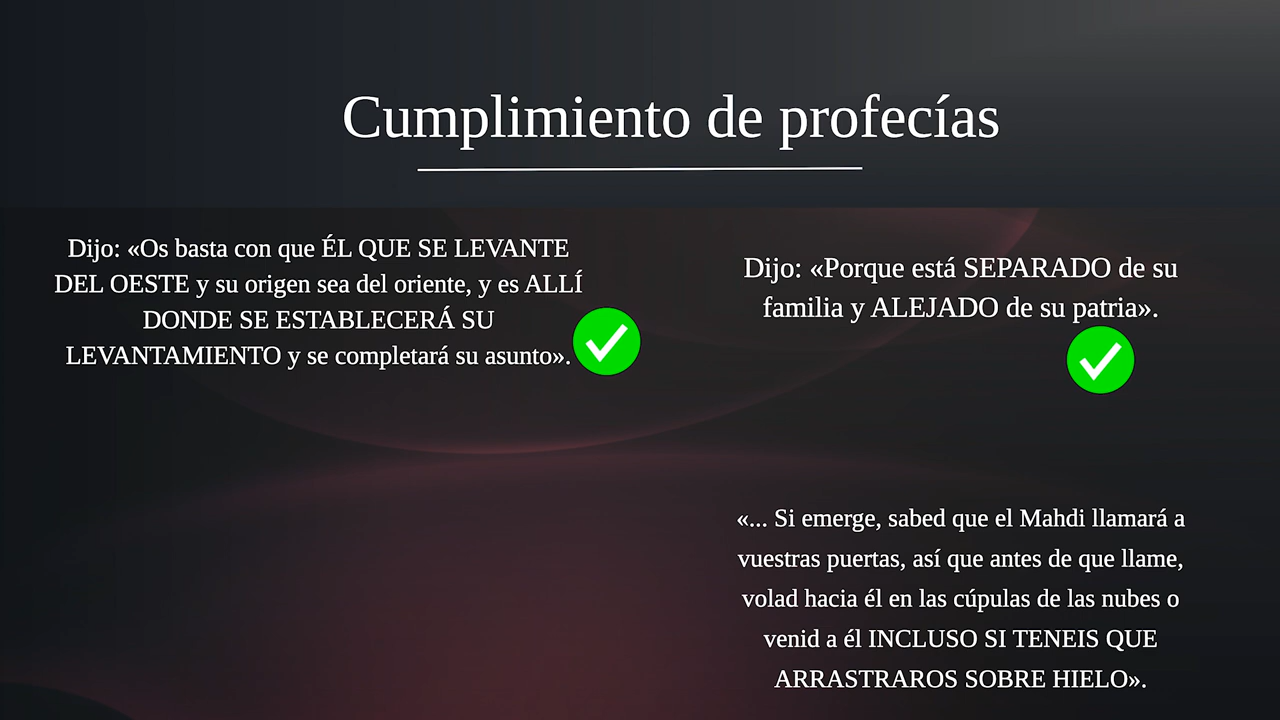 Cumplimiento de profecías
Dijo: «Os basta con que ÉL QUE SE LEVANTE
DEL OESTE y su origen sea del oriente, y es ALLÍ
DONDE SE ESTABLECERÁ SU
LEVANTAMIENTO y se completará su asunto».
Dijo: «Porque está SEPARADO de su
familia y ALEJADO de su patria».
«... Si emerge, sabed que el Mahdi llamará a
vuestras puertas, así que antes de que llame,
volad hacia él en las cúpulas de las nubes o
venid a él INCLUSO SI TENEIS QUE
ARRASTRAROS SOBRE HIELO».